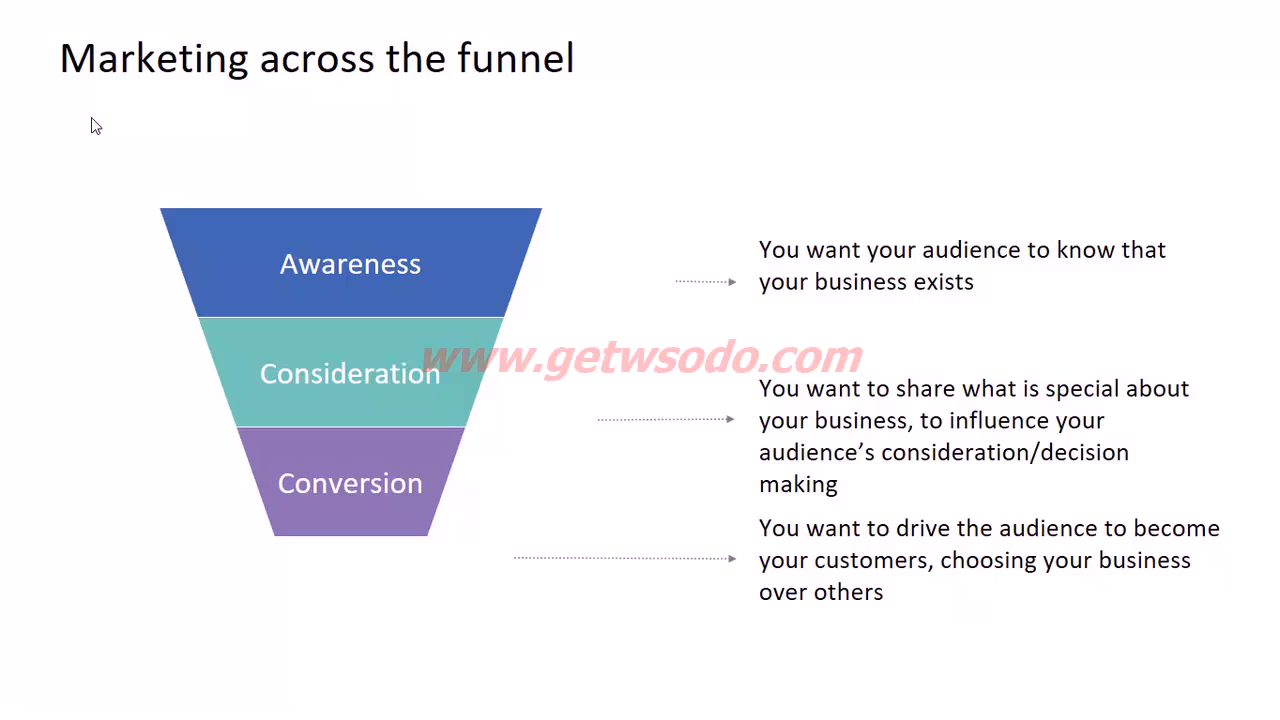 Marketing across the funnel
Awareness
You want your audience to know that
your business exists
www.getwsodo.com
Consideration
You want to share what is special about
your business, to influence your
audience’s consideration/decision
making
Conversion
You want to drive the audience to become
your customers, choosing your business
over others